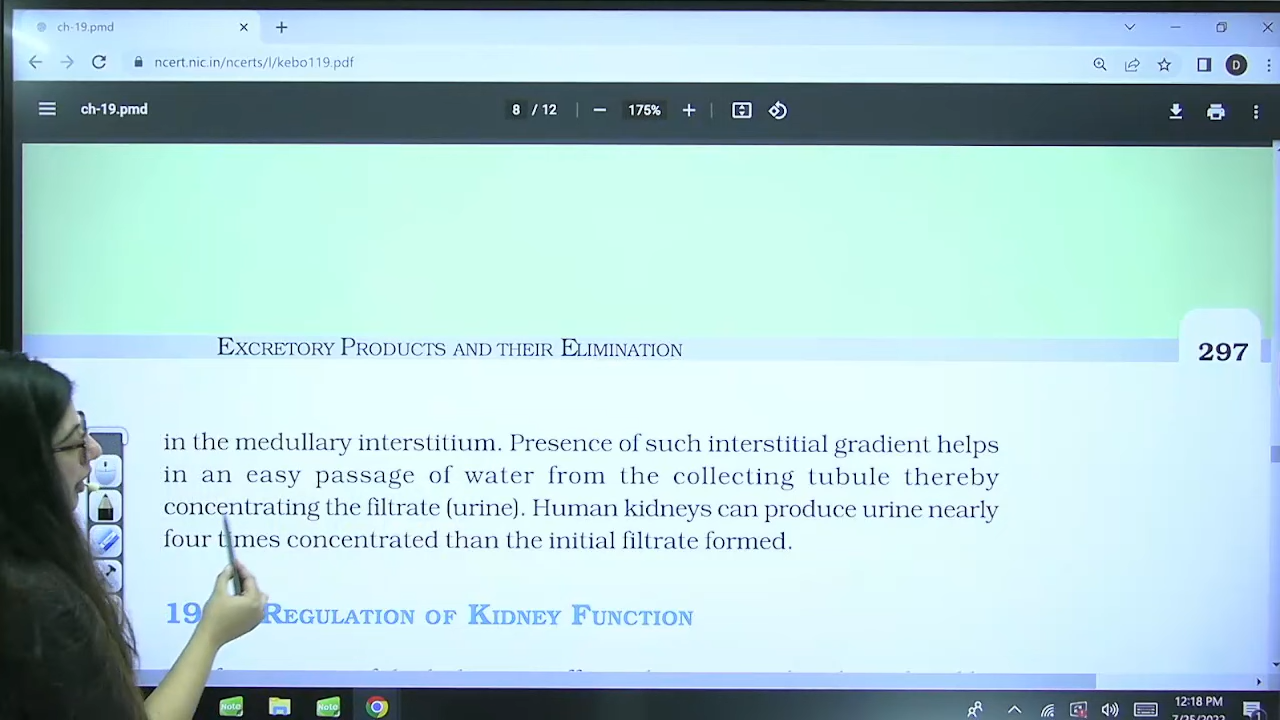 ch-19.pmd
ncert.nic.in/ncerts/l/kebo119.pdf
D
ch-19.pmd
8 / 12
175%
EXCRETORY PRODUCTS AND THEIR ELIMINATION
297
in the medullary interstitium. Presence of such interstitial gradient helps
in an easy passage of water from the collecting tubule thereby
concentrating the filtrate (urine). Human kidneys can produce urine nearly
four times concentrated than the initial filtrate formed.
19 REGULATION OF KIDNEY FUNCTION
Note
Note
12:18 PM